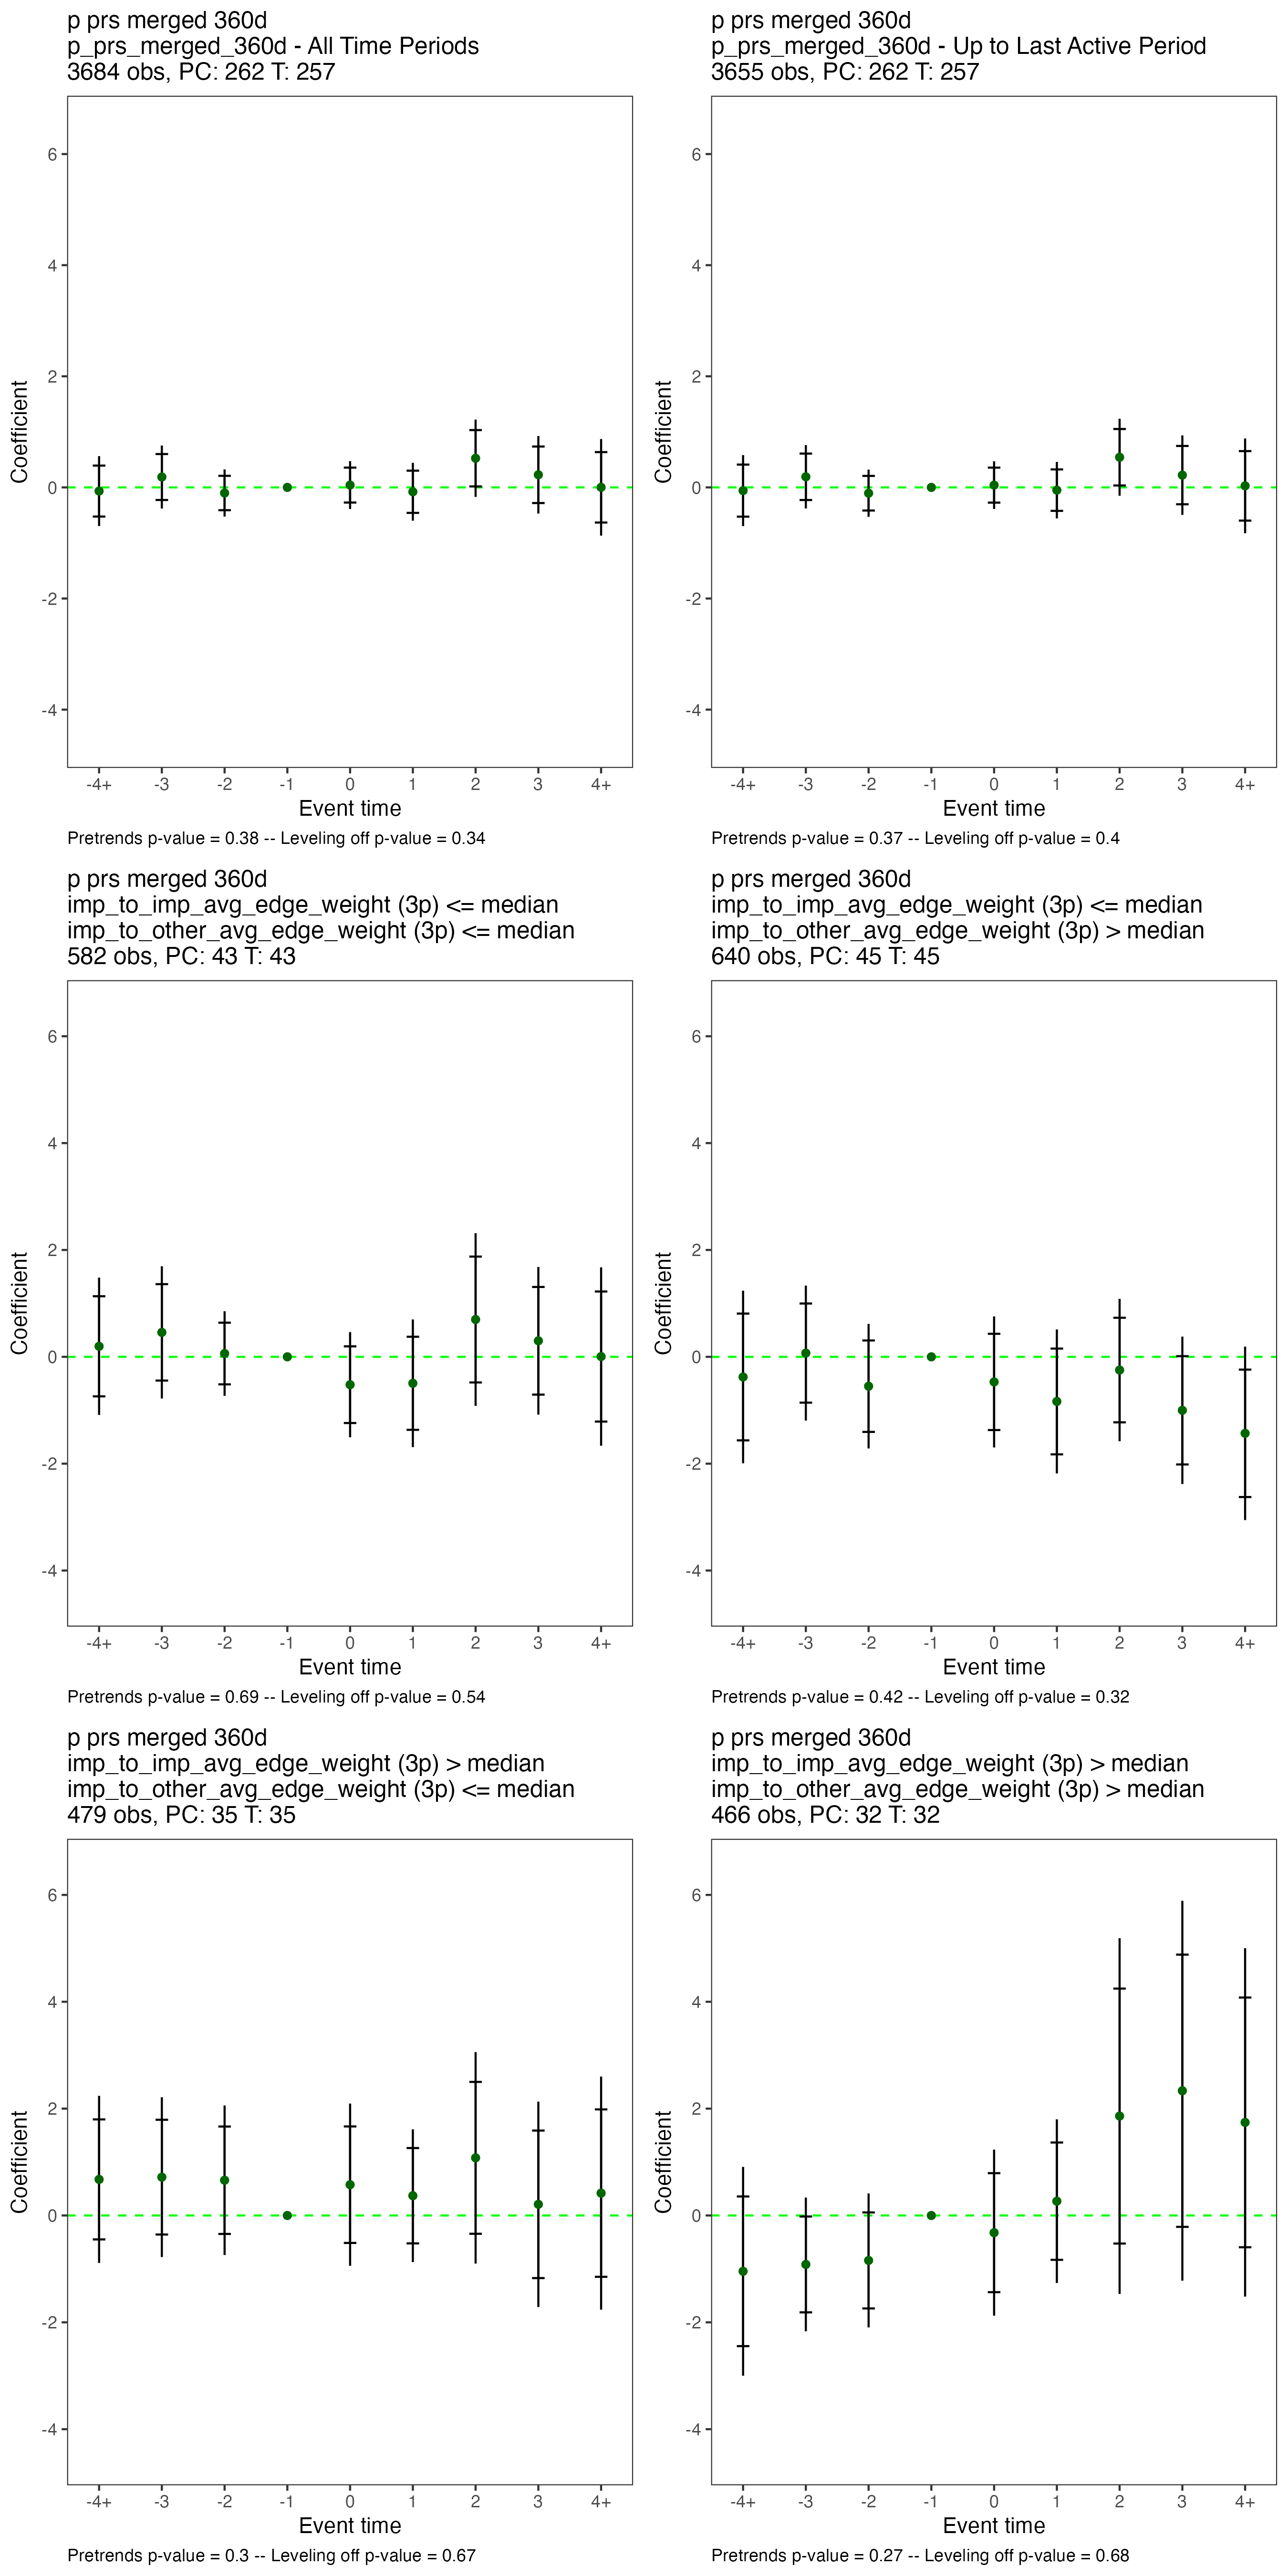 p prs merged 360d
p_prs_merged_360d - All Time Periods
3684 obs, PC: 262 T: 257
Coefficient
6
4
2
0
-2
-4
-4+ -3 -2 -1 0 1 2 3 4+
Event time
Pretrends p-value = 0.38 -- Leveling off p-value = 0.34
p prs merged 360d
p_prs_merged_360d - Up to Last Active Period
3655 obs, PC: 262 T: 257
Coefficient
6
4
2
0
-2
-4
-4+ -3 -2 -1 0 1 2 3 4+
Event time
Pretrends p-value = 0.37 -- Leveling off p-value = 0.4
p prs merged 360d
imp_to_imp_avg_edge_weight (3p) <= median
imp_to_other_avg_edge_weight (3p) <= median
582 obs, PC: 43 T: 43
Coefficient
6
4
2
0
-2
-4
-4+ -3 -2 -1 0 1 2 3 4+
Event time
Pretrends p-value = 0.69 -- Leveling off p-value = 0.54
p prs merged 360d
imp_to_imp_avg_edge_weight (3p) <= median
imp_to_other_avg_edge_weight (3p) > median
640 obs, PC: 45 T: 45
Coefficient
6
4
2
0
-2
-4
-4+ -3 -2 -1 0 1 2 3 4+
Event time
Pretrends p-value = 0.42 -- Leveling off p-value = 0.32
p prs merged 360d
imp_to_imp_avg_edge_weight (3p) > median
imp_to_other_avg_edge_weight (3p) <= median
479 obs, PC: 35 T: 35
Coefficient
6
4
2
0
-2
-4
-4+ -3 -2 -1 0 1 2 3 4+
Event time
Pretrends p-value = 0.3 -- Leveling off p-value = 0.67
p prs merged 360d
imp_to_imp_avg_edge_weight (3p) > median
imp_to_other_avg_edge_weight (3p) > median
466 obs, PC: 32 T: 32
Coefficient
6
4
2
0
-2
-4
-4+ -3 -2 -1 0 1 2 3 4+
Event time
Pretrends p-value = 0.27 -- Leveling off p-value = 0.68